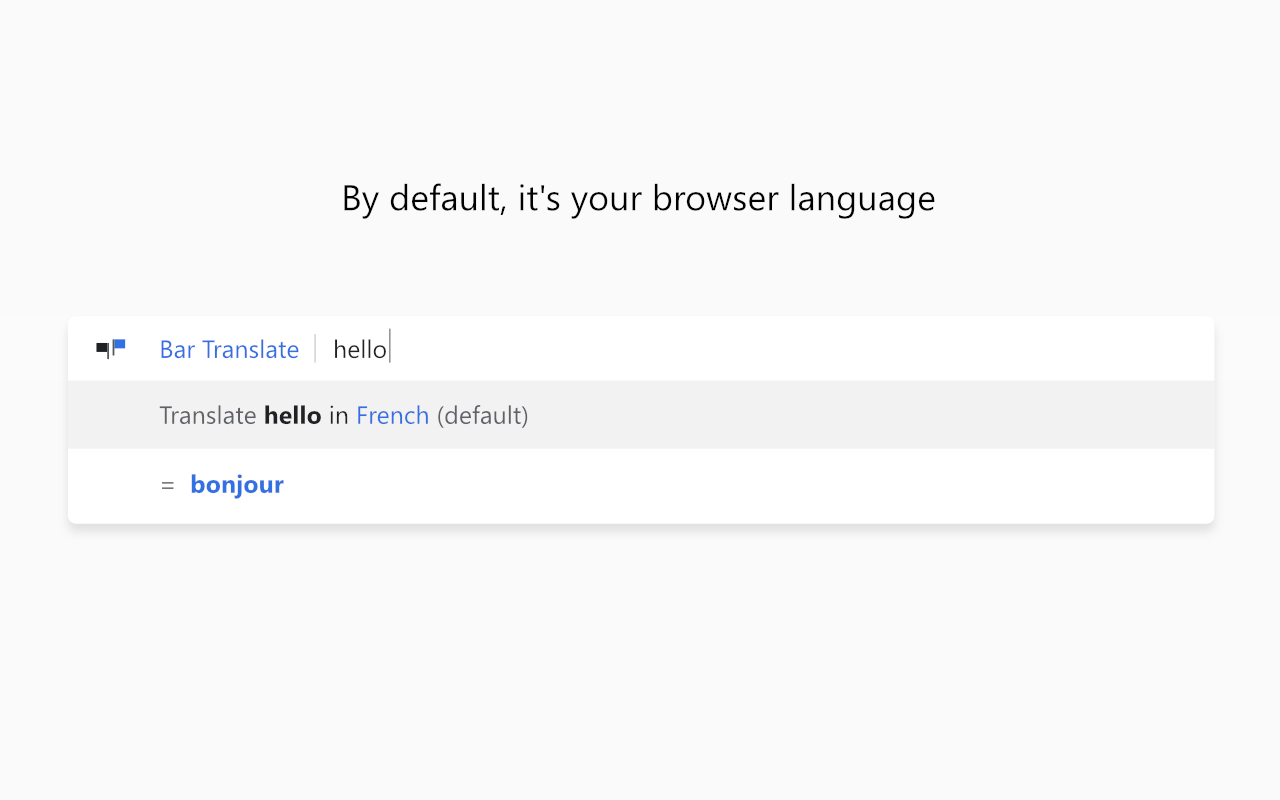 By default, it's your browser language
Bar Translate hello
Translate hello in French (default)
= bonjour